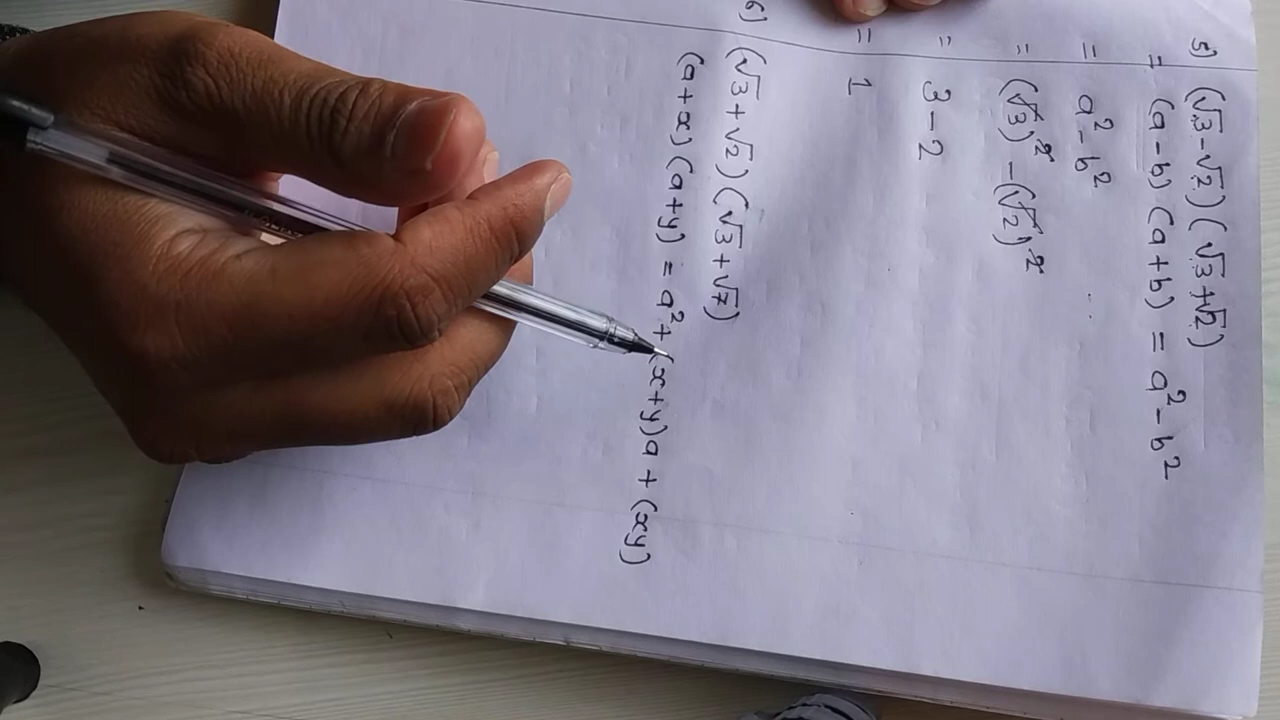 5) (√3-√2)(√3+√2)
= (a-b)(a+b) = a²-b²
= a²-b²
= (√3)² - (√2)²
= 3-2
= 1
6) (√3+√2)(√3+√7)
(a+x)(a+y) = a²+(x+y)a + (xy)